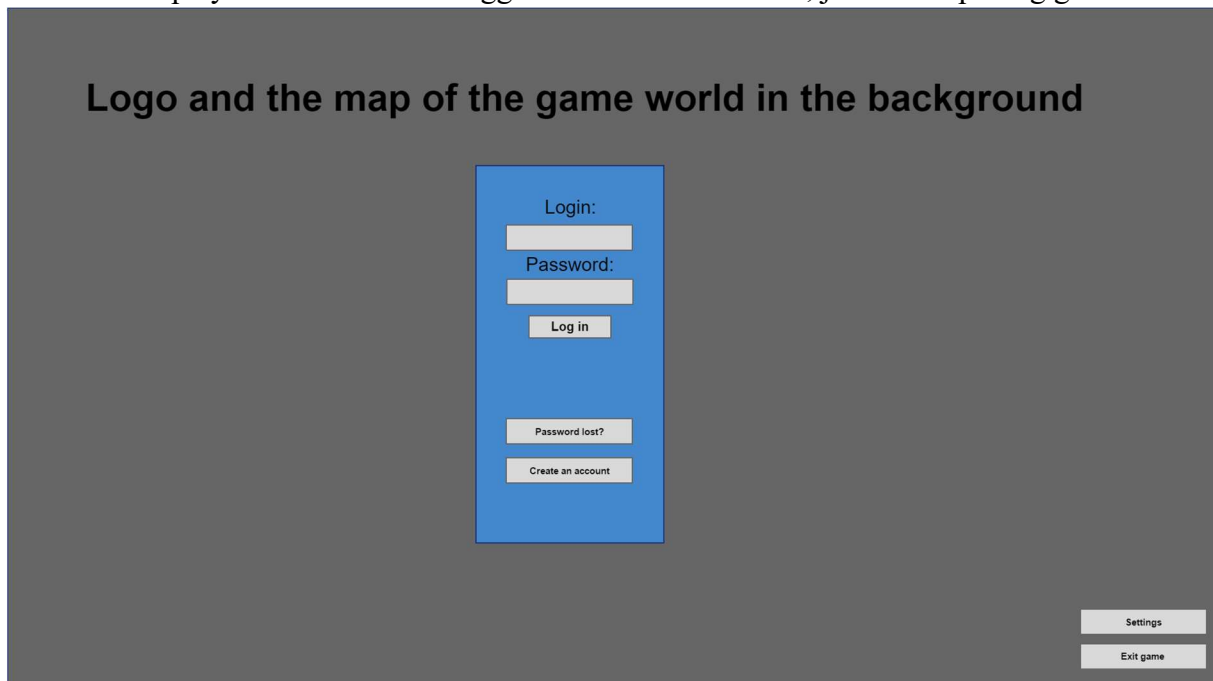 Logo and the map of the game world in the background
Login:
Password:
Log in
Password lost?
Create an account
Settings
Exit game